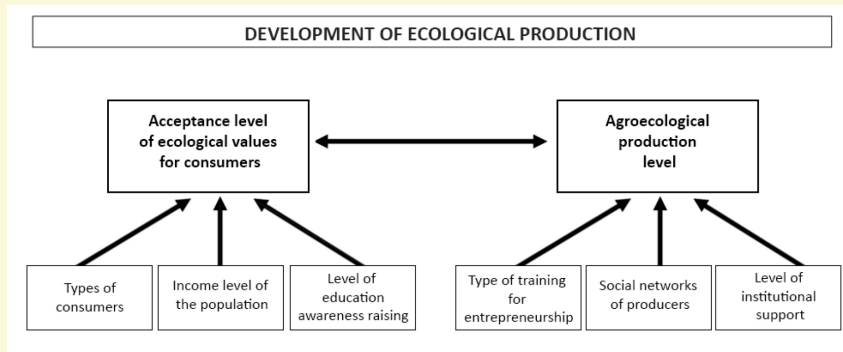 DEVELOPMENT OF ECOLOGICAL PRODUCTION
Acceptance level
of ecological values
for consumers
Agroecological
production
level
Types of
consumers
Income level of
the population
Level of
education
awareness raising
Type of training
for
entrepreneurship
Social networks
of producers
Level of
institutional
support